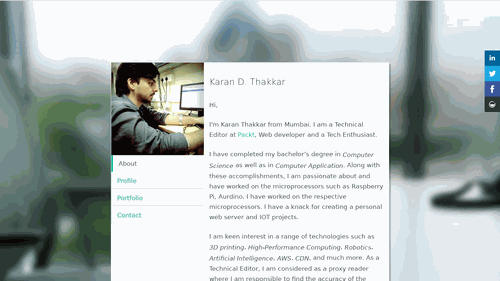 Karan D. Thakkar
Hi,
I'm Karan Thakkar from Mumbai. I am a Technical
Editor at Packt, Web developer and a Tech Enthusiast.
I have completed my bachelor's degree in Computer
Science as well as in Computer Application. Along with
these accomplishments, I am passionate about and
have worked on the microprocessors such as Raspberry
Pi, Aurdino. I have worked on the respective
microprocessors. I have a knack for creating a personal
web server and IOT projects.
I am keen interest in a range of technologies such as
3D printing, High-Performance Computing, Robotics,
Artificial Intelligence, AWS, CDN, and much more. As a
Technical Editor, I am considered as a proxy reader
where I am responsible to find the accuracy of the
About
Profile
Portfolio
Contact